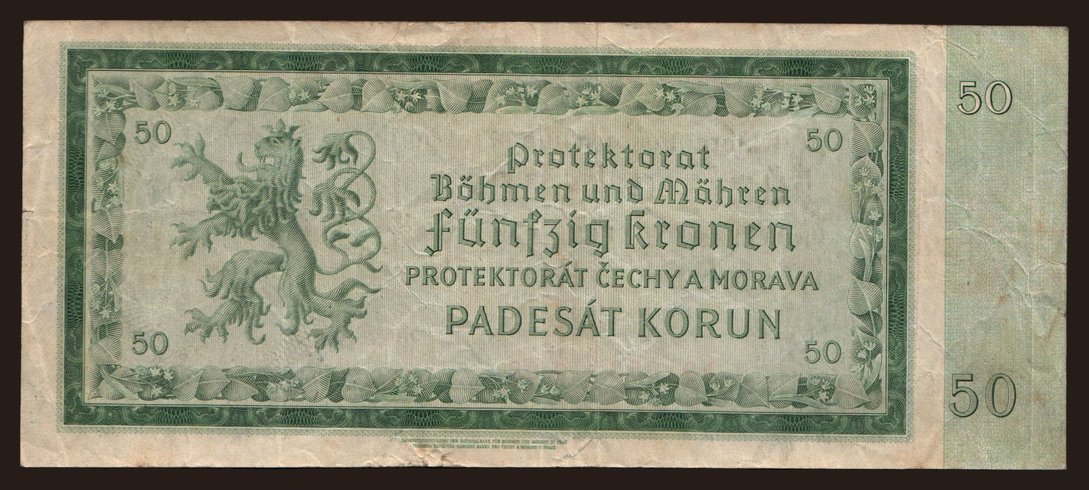 50
50
50
Protektorat
Böhmen und Mähren
Fünfzig Kronen
PROTEKTORÁT ČECHY A MORAVA
PADESÁT KORUN
50
50
50